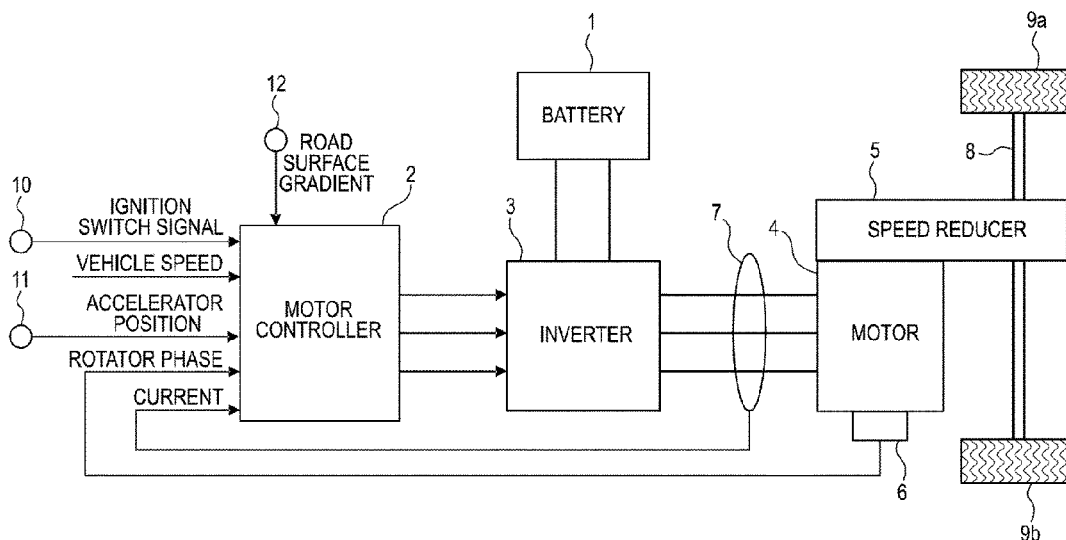 1
9a
12
BATTERY
ROAD
SURFACE
GRADIENT
8
5
10
IGNITION
SWITCH SIGNAL
2
3
7
4
SPEED REDUCER
VEHICLE SPEED
11
ACCELERATOR
POSITION
MOTOR
CONTROLLER
INVERTER
MOTOR
ROTATOR PHASE
CURRENT
6
9b